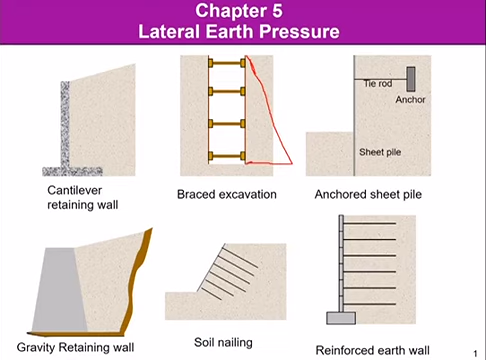 Chapter 5
Lateral Earth Pressure
Tie rod
Anchor
Sheet pile
Cantilever
retaining wall
Braced excavation
Anchored sheet pile
Gravity Retaining wall
Soil nailing
Reinforced earth wall
1